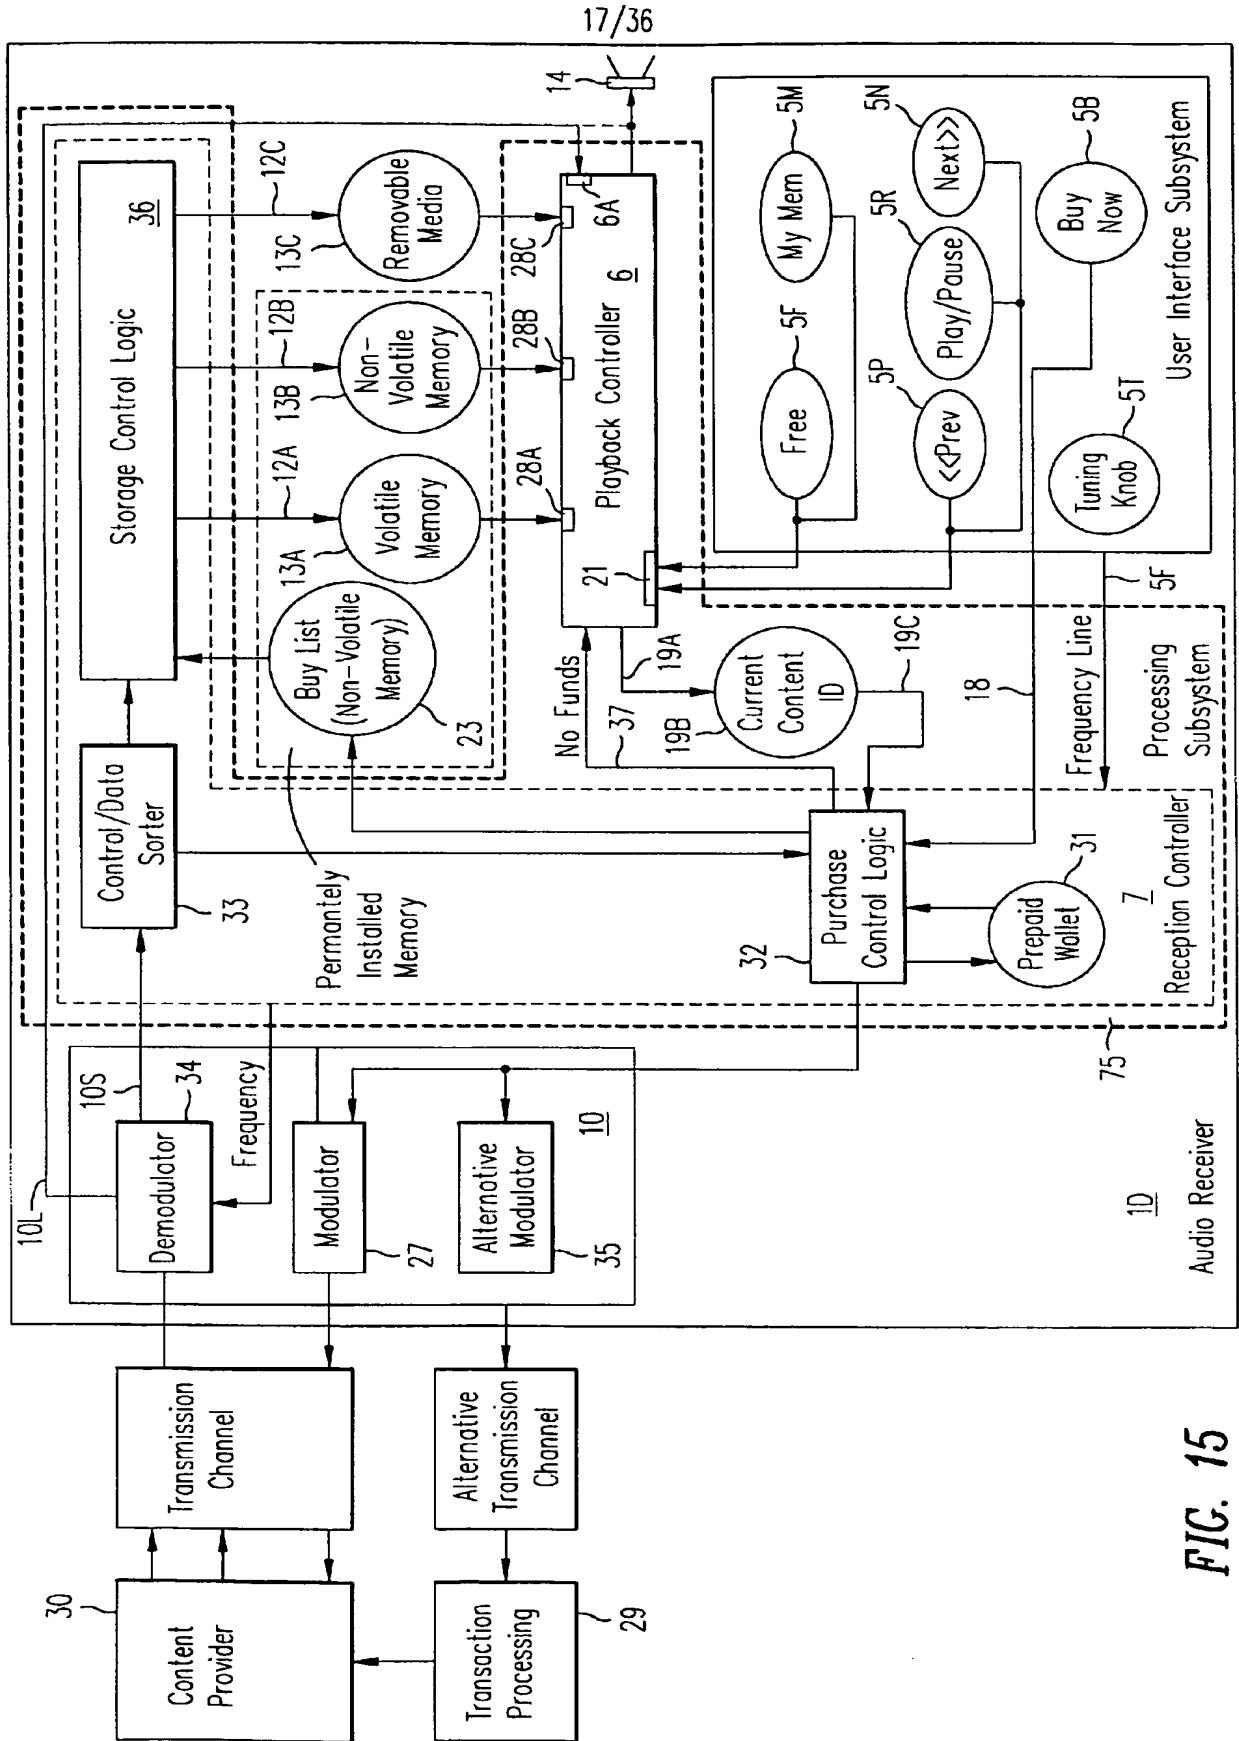 17/36
30
Content
Provider
Transmission
Channel
Transaction
Processing
29
Alternative
Transmission
Channel
10L
10S
Demodulator
34
Frequency
Modulator
27
Alternative
Modulator
35
10
Control/Data
Sorter
33
Storage Control Logic
36
12A
12B
12C
Permantely
Installed
Memory
Buy List
(Non-Volatile
Memory)
23
13A
Volatile
Memory
13B
Non-
Volatile
Memory
13C
Removable
Media
28A
28B
28C
6A
14
Playback Controller
6
21
No Funds
37
19A
19B
Current
Content
ID
19C
32
Purchase
Control Logic
Prepaid
Wallet
31
7
Reception Controller
Processing
Subsystem
18
Frequency Line
5F
Free
5F
My Mem
5M
<<Prev
5P
Play/Pause
5R
Next>>
5N
Tuning
Knob
5T
Buy
Now
5B
User Interface Subsystem
75
1D
Audio Receiver
FIG. 15